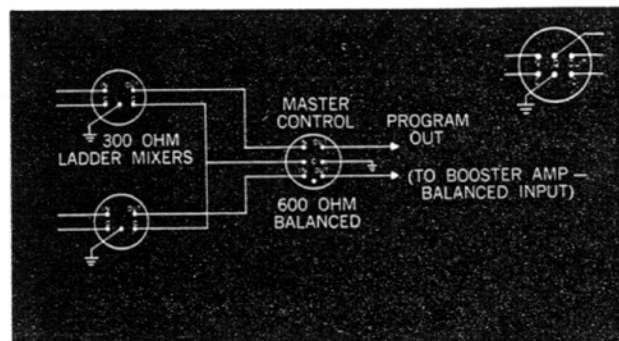 300 OHM
LADDER MIXERS
MASTER
CONTROL
600 OHM
BALANCED
PROGRAM
OUT
(TO BOOSTER AMP —
BALANCED INPUT)